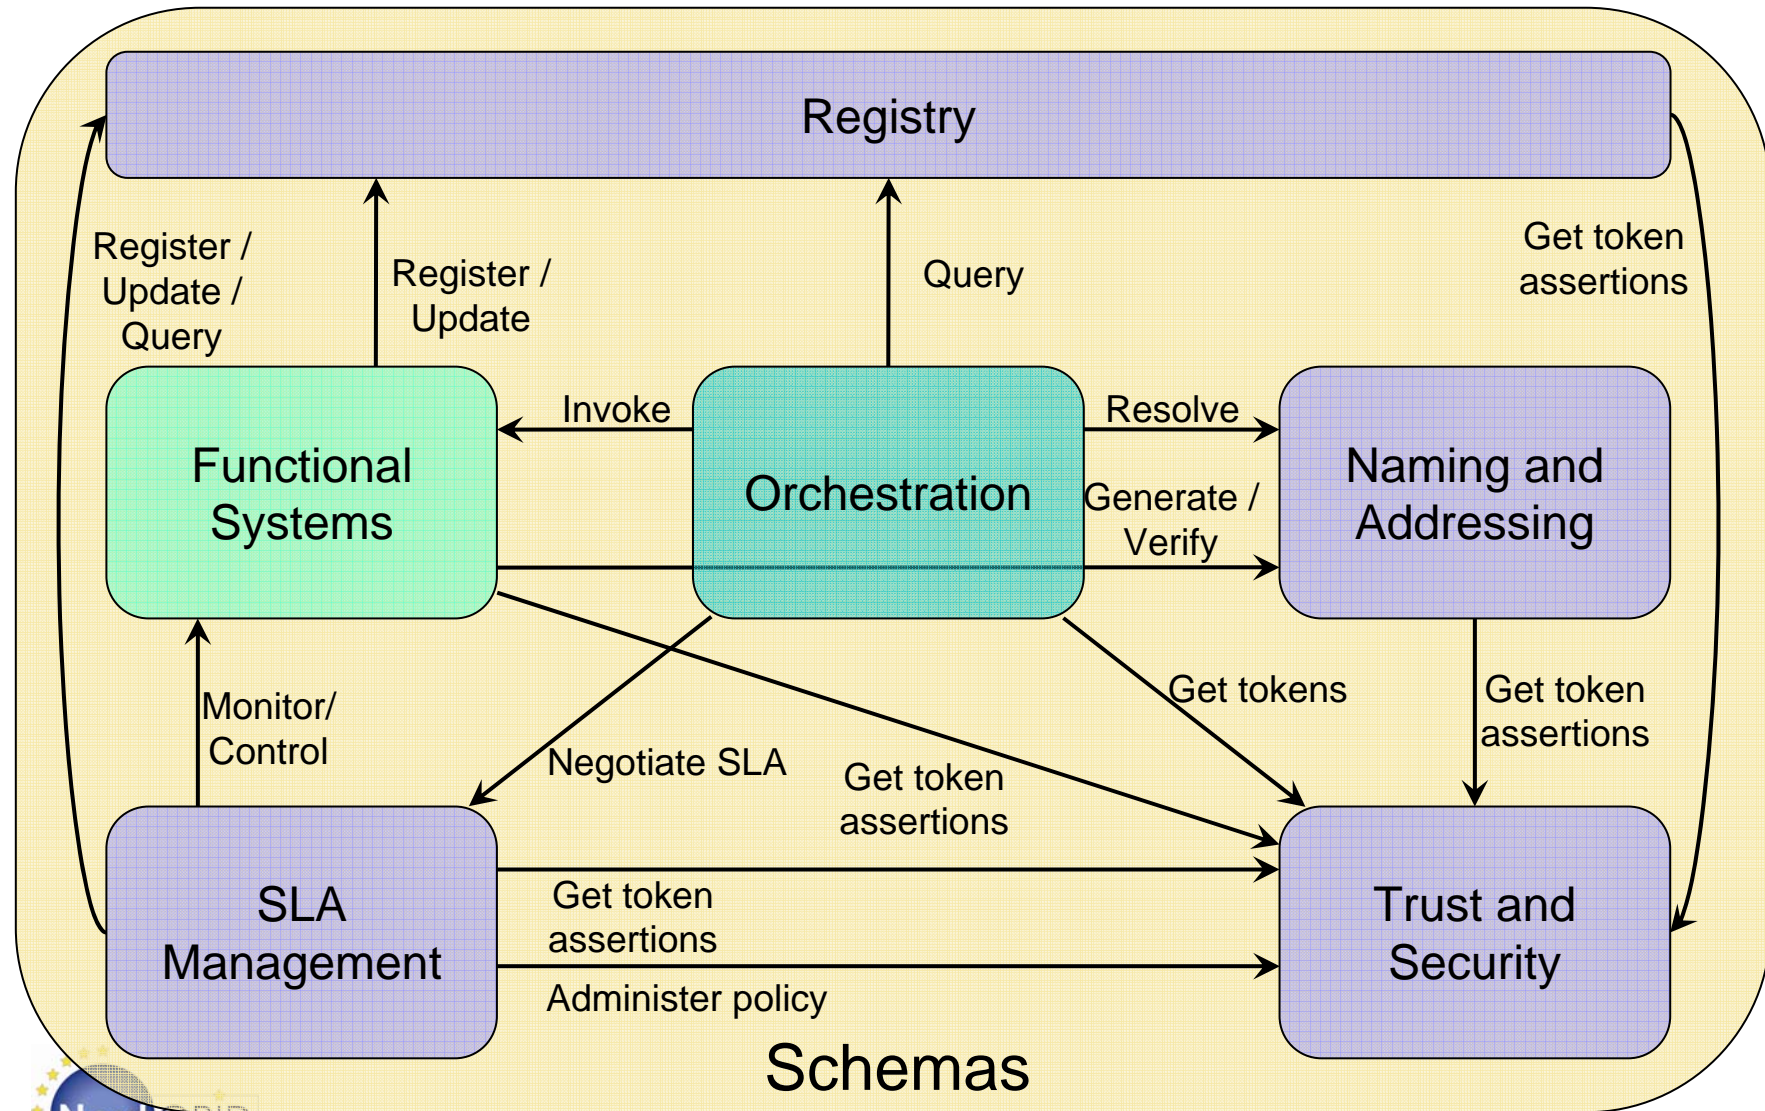 Registry
Register /
Update /
Query
Register /
Update
Query
Get token
assertions
Invoke
Resolve
Functional
Systems
Orchestration
Generate /
Verify
Naming and
Addressing
Monitor/
Control
Negotiate SLA
Get tokens
Get token
assertions
Get token
assertions
SLA
Management
Get token
assertions
Administer policy
Trust and
Security
Schemas